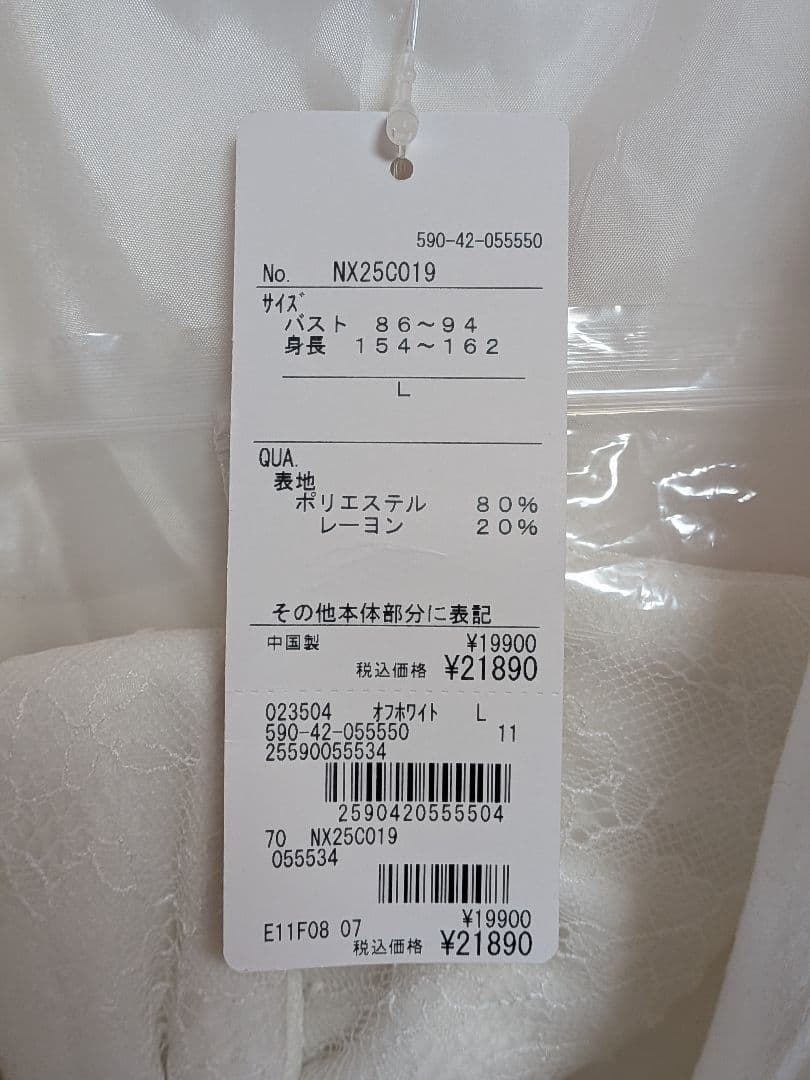 590-42-055550
No. NX25C019
サイズ
バスト 86～94
身長 154～162
L
QUA.
表地
ポリエステル 80%
レーヨン 20%
その他本体部分に表記
中国製 ¥19900
税込価格 ¥21890
023504 オフホワイト L
590-42-055550 11
25590055534
2590420555504
70 NX25C019
055534
¥19900
E11F08 07
税込価格 ¥21890